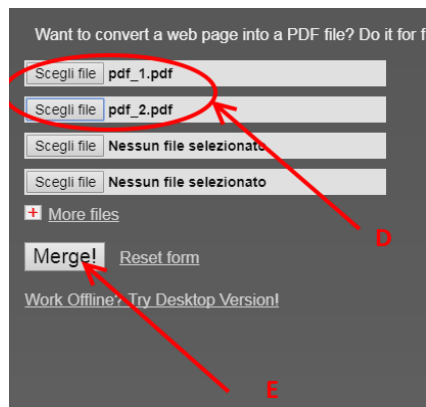 Want to convert a web page into a PDF file? Do it for f
Scegli file pdf_1.pdf
Scegli file pdf_2.pdf
Scegli file Nessun file selezionato
Scegli file Nessun file selezionato
+ More files
D
Merge! Reset form
Work Offline? Try Desktop Version!
E